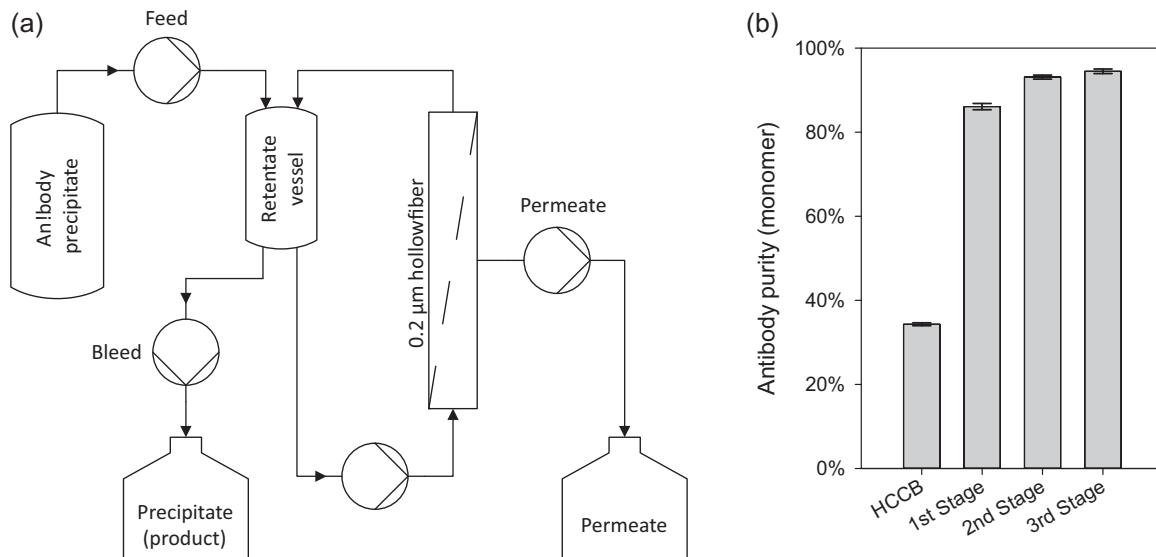 (a)
Feed
An!body
precipitate
Retentate
vessel
0.2 µm hollowfiber
Permeate
Bleed
Precipitate
(product)
Permeate
(b)
Antibody purity (monomer)
100%
80%
60%
40%
20%
0%
HCCB
1st Stage
2nd Stage
3rd Stage